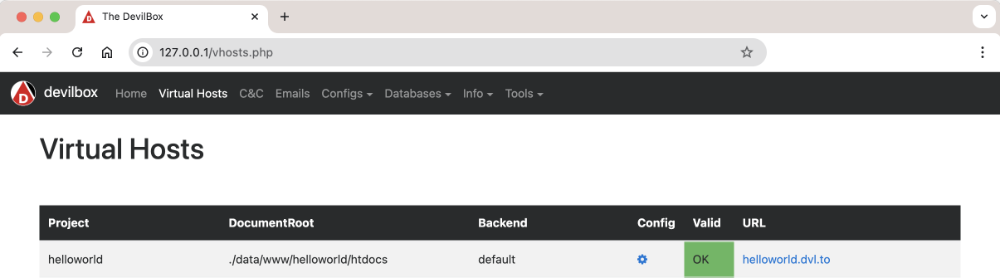 The DevilBox
127.0.0.1/vhosts.php
devilbox Home Virtual Hosts C&C Emails Configs Databases Info Tools
Virtual Hosts
Project DocumentRoot Backend Config Valid URL
helloworld ./data/www/helloworld/htdocs default OK helloworld.dvl.to